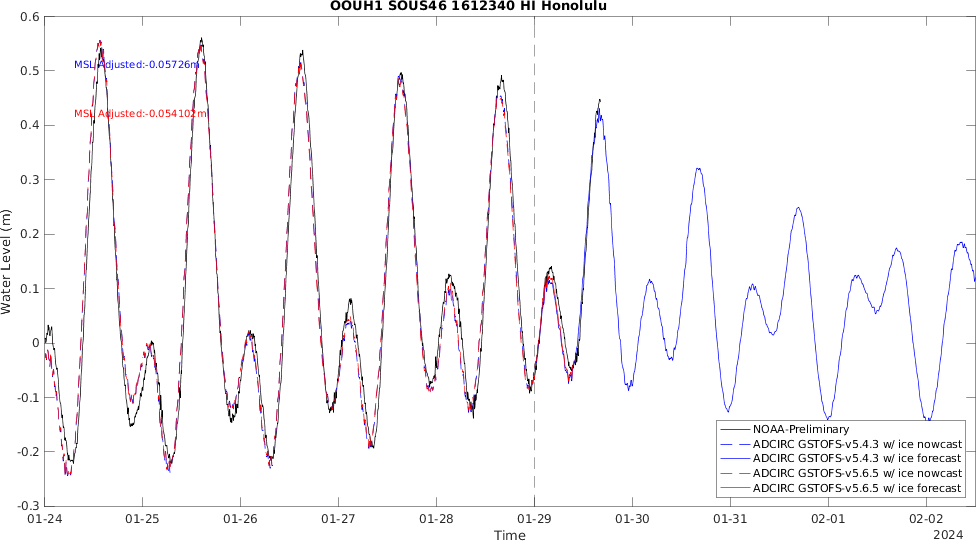 OOUH1 SOUS46 1612340 HI Honolulu
0.6
0.5
0.4
0.3
0.2
0.1
0
-0.1
-0.2
-0.3
Water Level (m)
MSL Adjusted:-0.05726m
MSL Adjusted:-0.054102m
NOAA-Preliminary
ADCIRC GSTOFS-v5.4.3 w/ ice nowcast
ADCIRC GSTOFS-v5.4.3 w/ ice forecast
ADCIRC GSTOFS-v5.6.5 w/ ice nowcast
ADCIRC GSTOFS-v5.6.5 w/ ice forecast
01-24 01-25 01-26 01-27 01-28 01-29 01-30 01-31 02-01 02-02
Time
2024